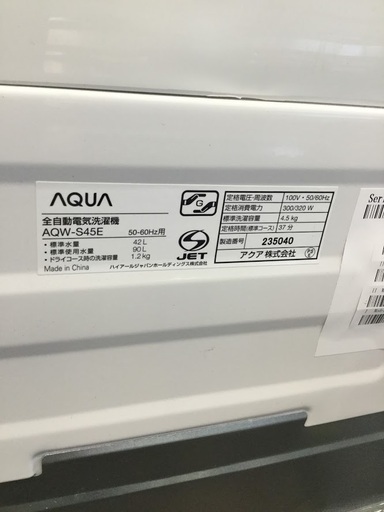 AQUA
全自動電気洗濯機
AQW-S45E 50-60Hz用
・標準水量 42L
・標準使用水量 90L
・ドライコース時の洗濯容量 1.2kg
Made in China
ハイアールジャパンホールディングス株式会社
G
JET
定格電圧・周波数 100V・50/60Hz
定格消費電力 300/320W
標準洗濯容量 4.5kg
定格時間(標準コース) 37分
製造番号 235040
アクア株式会社
Ser